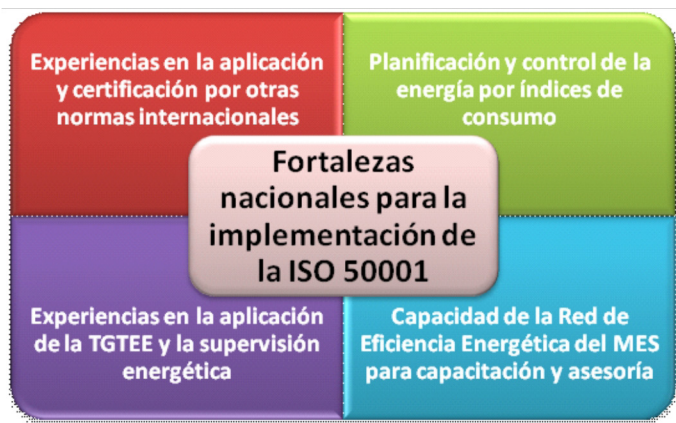 Experiencias en la aplicación
y certificación por otras
normas internacionales
Planificación y control de la
energía por índices de
consumo
Fortalezas
nacionales para la
implementación de
la ISO 50001
Experiencias en la aplicación
de la TGTEE y la supervisión
energética
Capacidad de la Red de
Eficiencia Energética del MES
para capacitación y asesoría